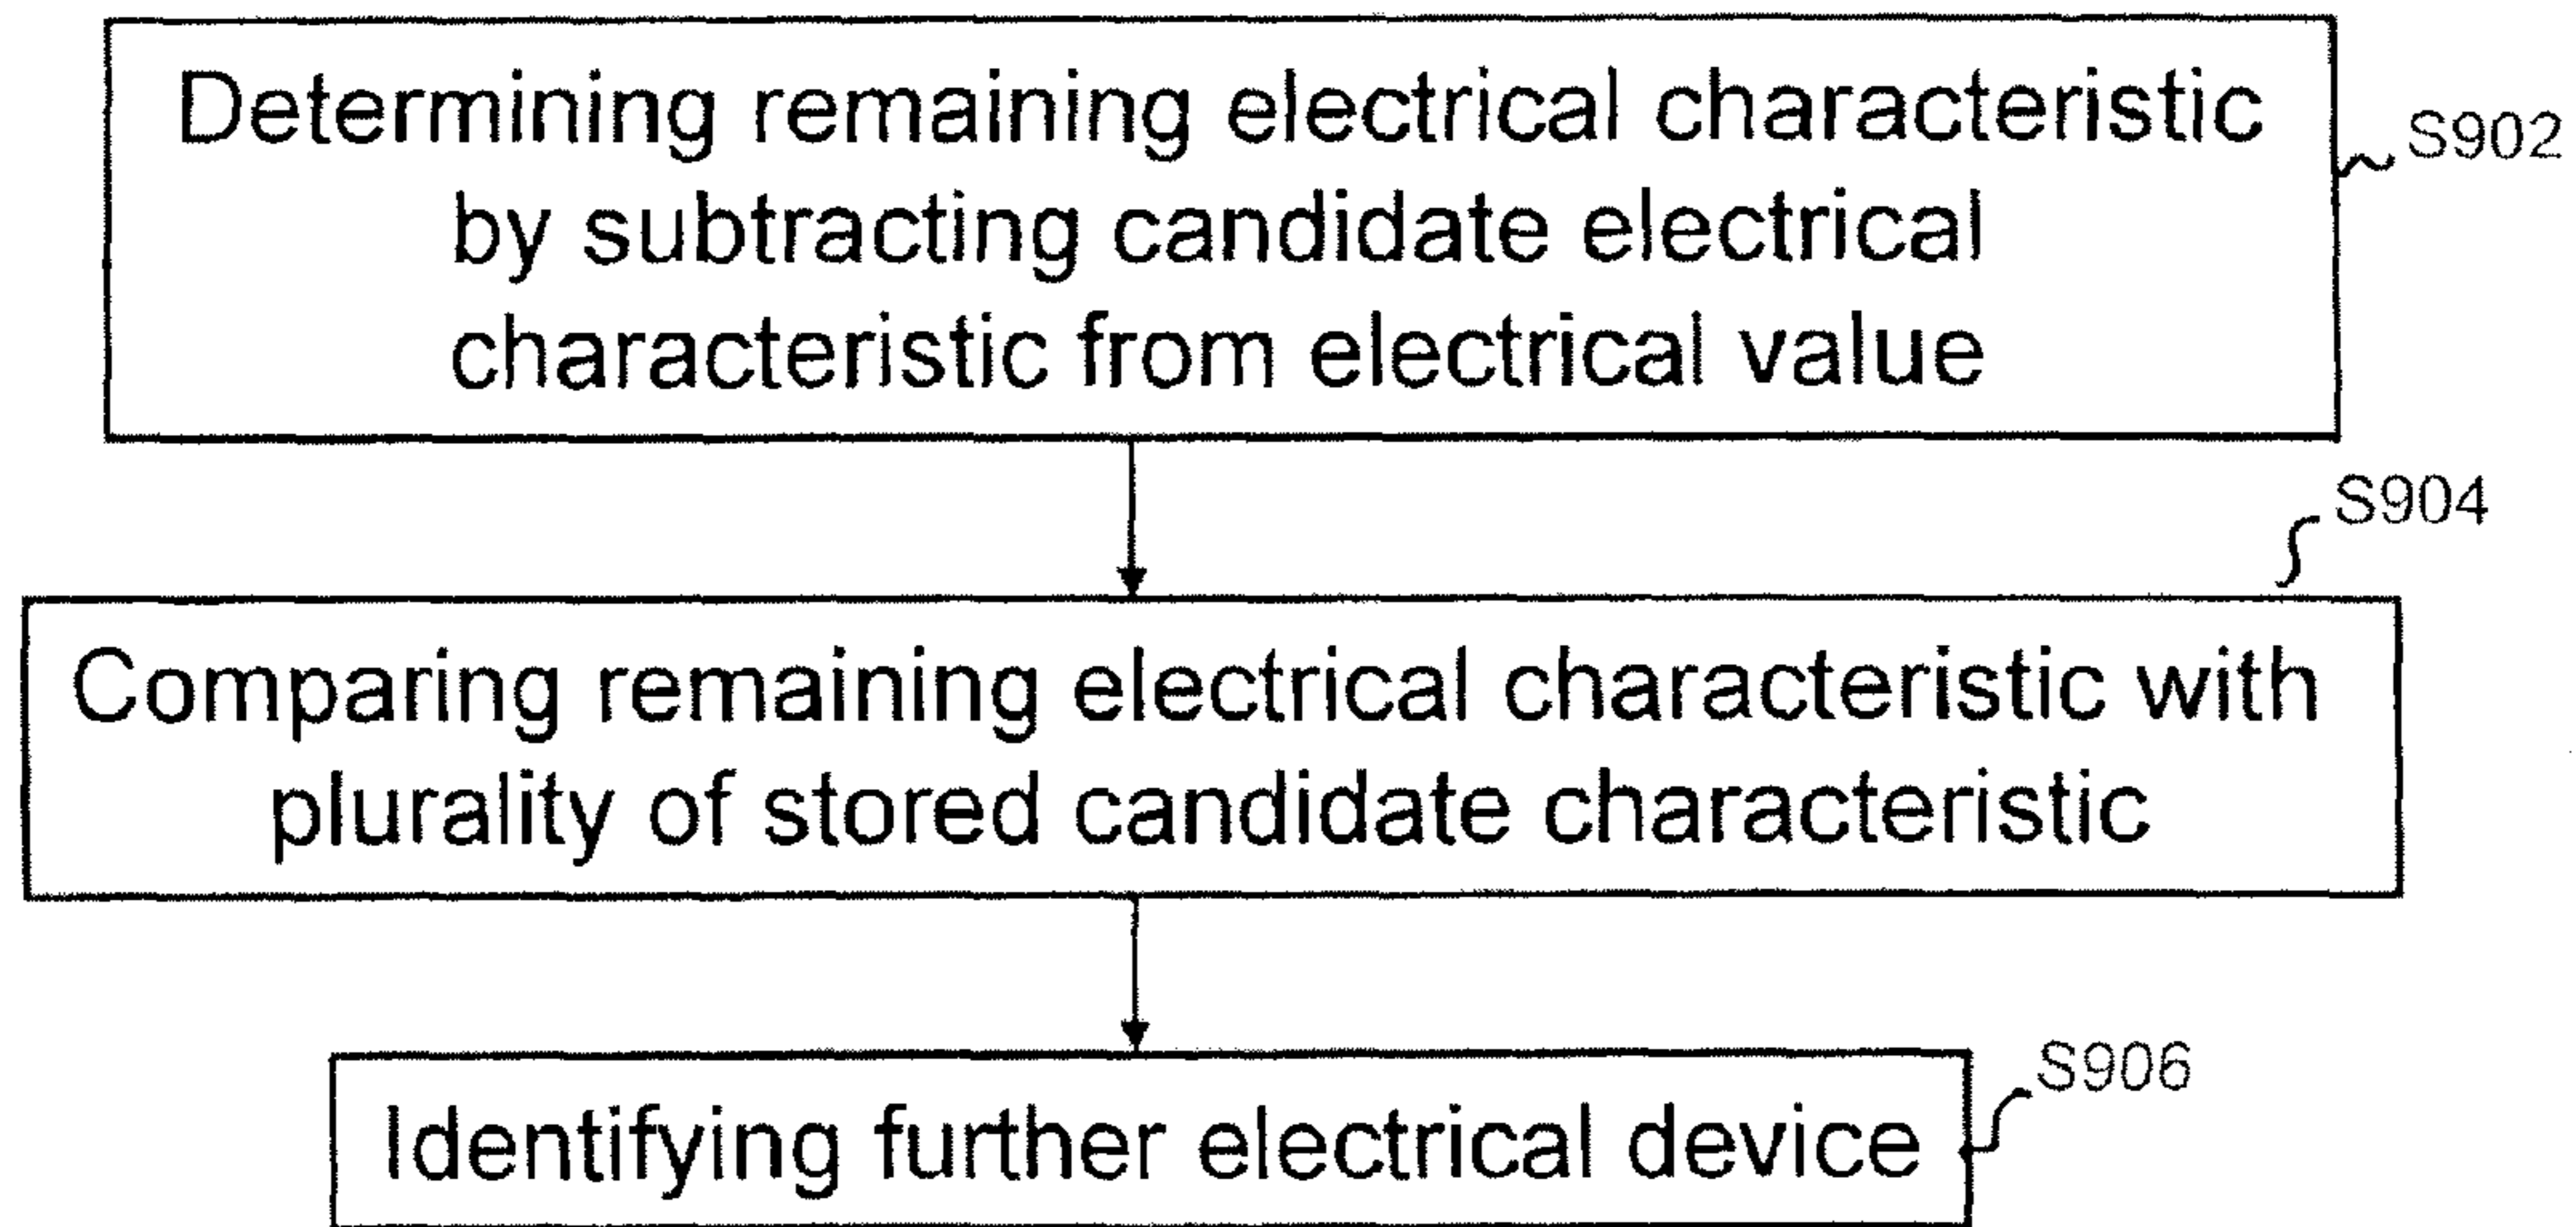 Determining remaining electrical characteristic
S902
by subtracting candidate electrical
characteristic from electrical value
S904
Comparing remaining electrical characteristic with
plurality of stored candidate characteristic
S906
Identifying further electrical device